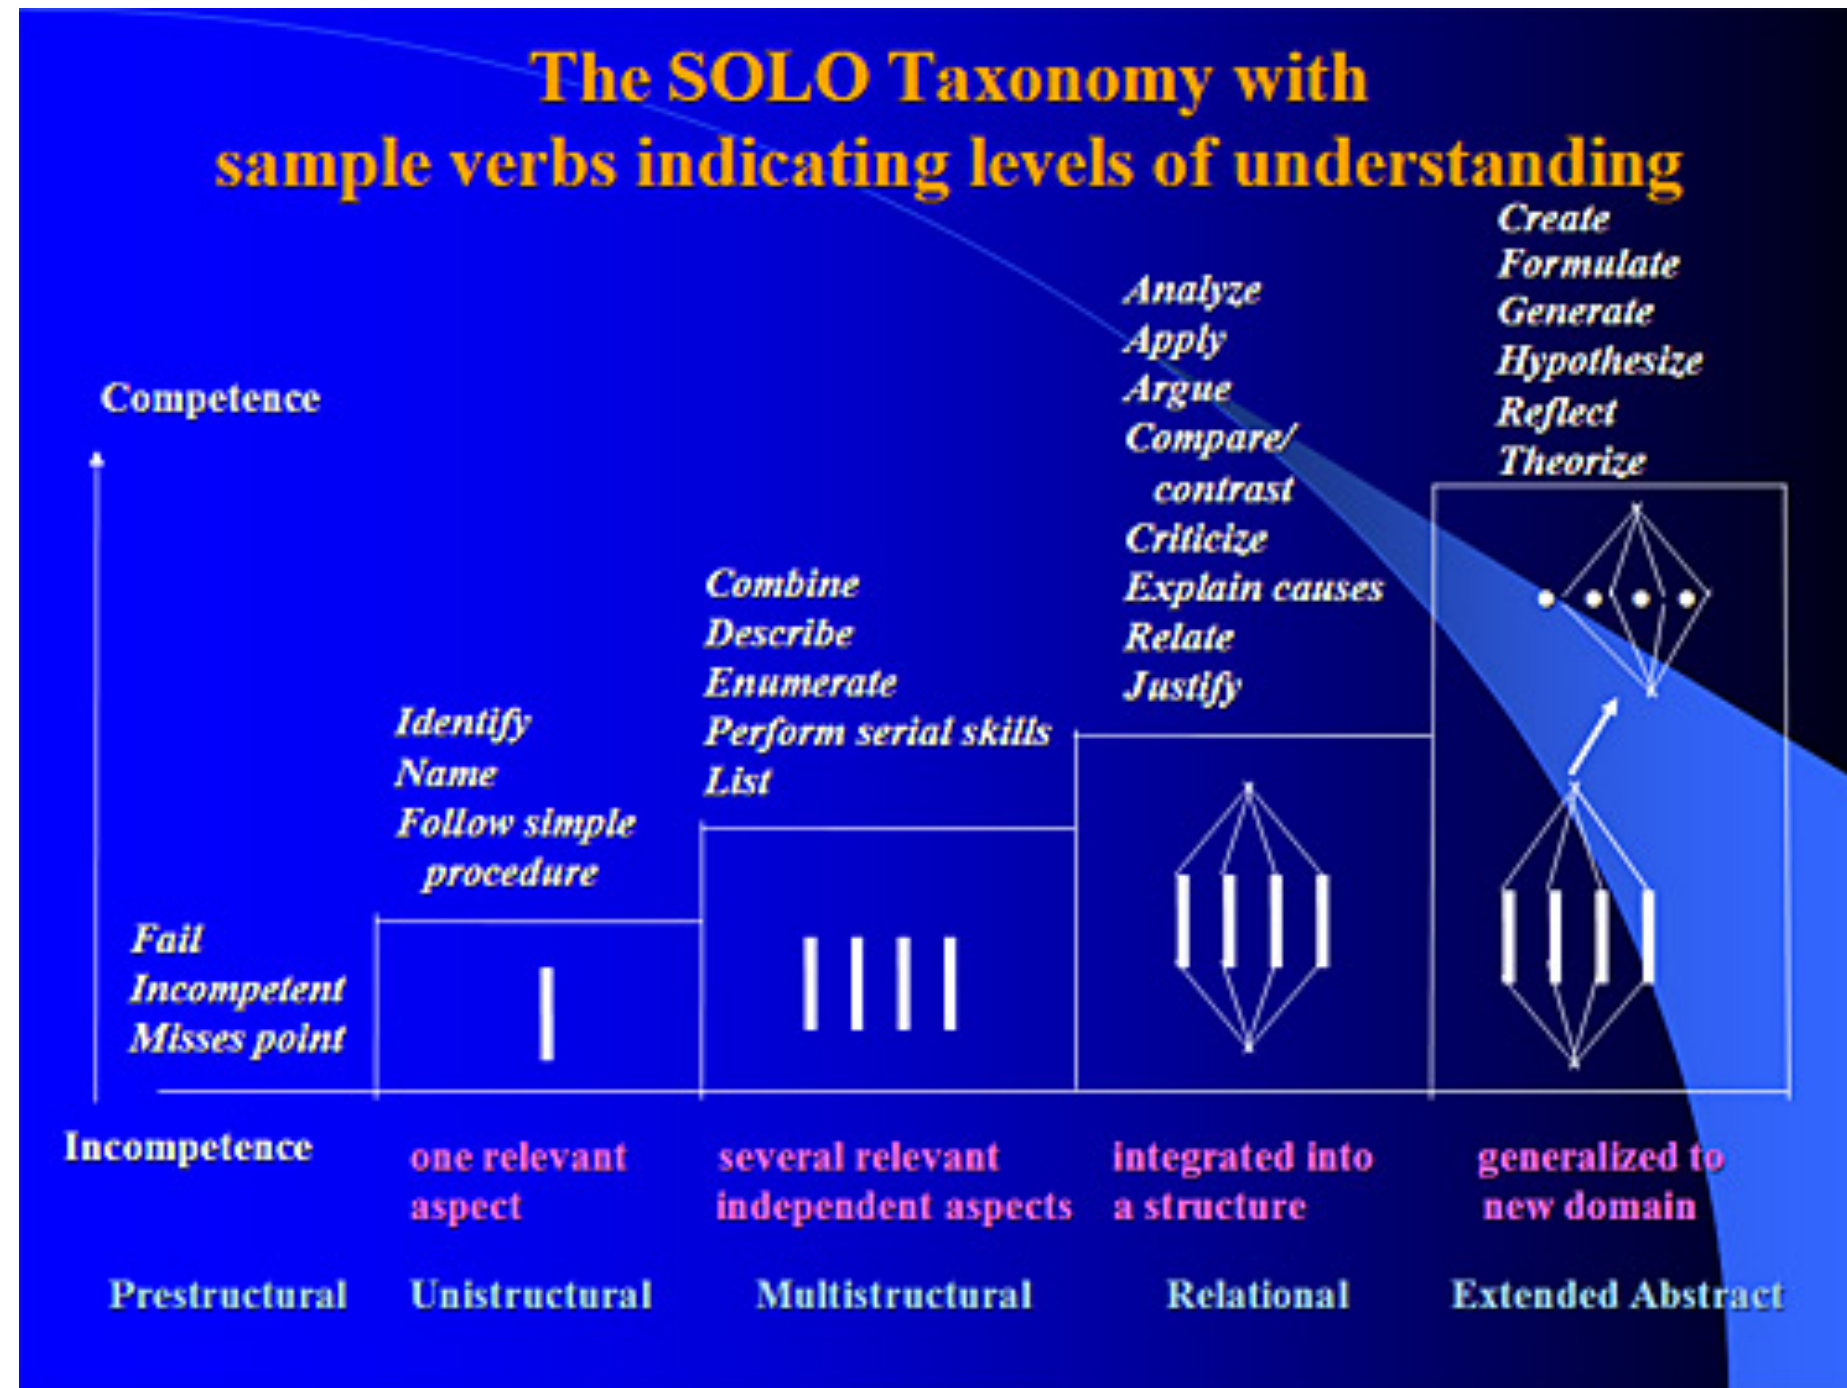 The SOLO Taxonomy with
sample verbs indicating levels of understanding
Competence
Incompetence
Fail
Incompetent
Misses point
Identify
Name
Follow simple
procedure
Combine
Describe
Enumerate
Perform serial skills
List
Analyze
Apply
Argue
Compare/
contrast
Criticize
Explain causes
Relate
Justify
Create
Formulate
Generate
Hypothesize
Reflect
Theorize
one relevant
aspect
several relevant
independent aspects
integrated into
a structure
generalized to
new domain
Prestructural
Unistructural
Multistructural
Relational
Extended Abstract